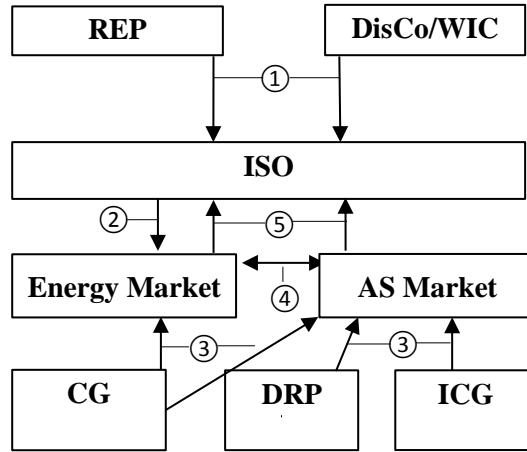 REP
DisCo/WIC
①
ISO
②
⑤
Energy Market
④
AS Market
③
③
CG
DRP
ICG